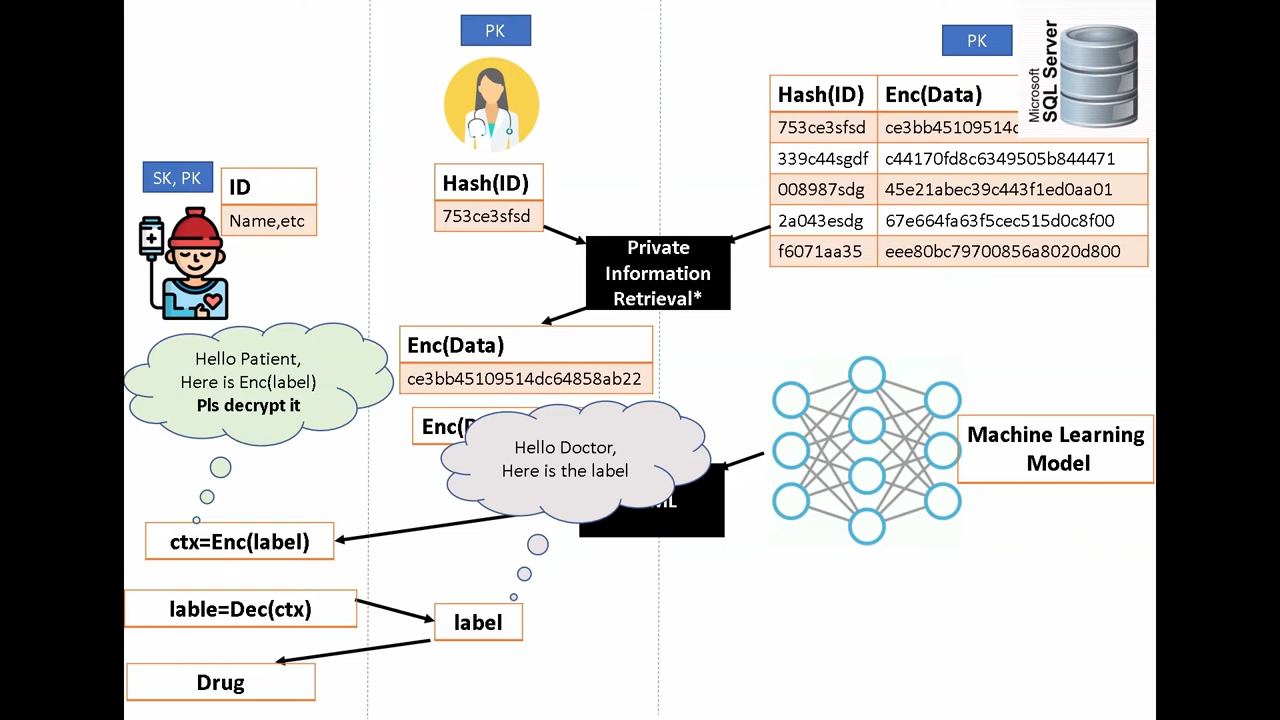 PK
PK
Microsoft
SQL Server
Hash(ID) Enc(Data)
753ce3sfsd ce3bb45109514c
339c44sgdf c44170fd8c6349505b844471
008987sdg 45e21abec39c443f1ed0aa01
2a043esdg 67e664fa63f5cec515d0c8f00
f6071aa35 eee80bc79700856a8020d800
SK, PK
ID
Name,etc
Hash(ID)
753ce3sfsd
Private
Information
Retrieval*
Enc(Data)
ce3bb45109514dc64858ab22
Hello Patient,
Here is Enc(label)
Pls decrypt it
Hello Doctor,
Here is the label
Machine Learning
Model
ctx=Enc(label)
lable=Dec(ctx)
label
Drug